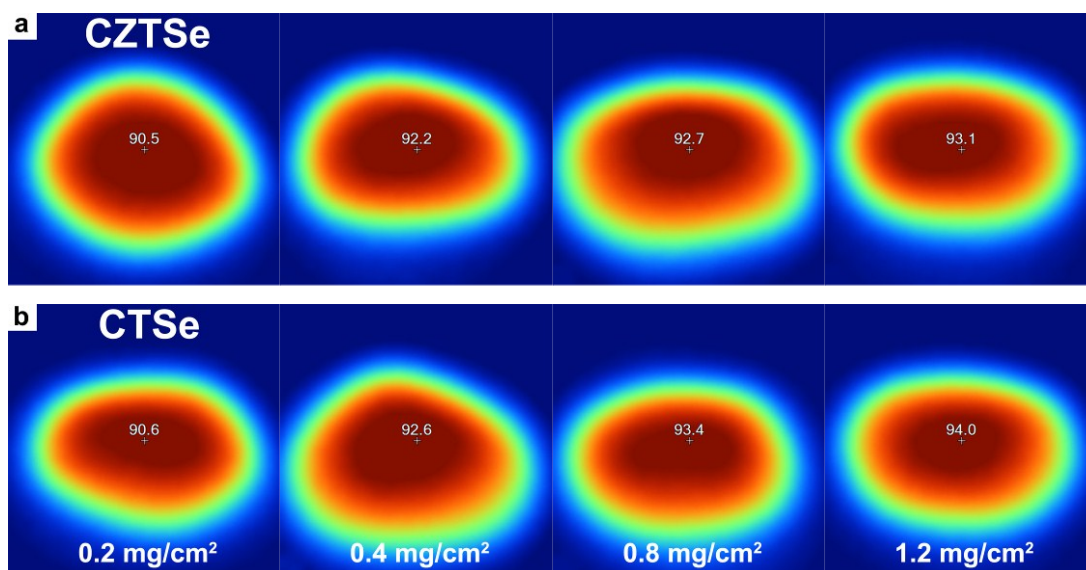 a
CZTSe
90.5
92.2
92.7
93.1
b
CTSe
90.6
92.6
93.4
94.0
0.2 mg/cm²
0.4 mg/cm²
0.8 mg/cm²
1.2 mg/cm²